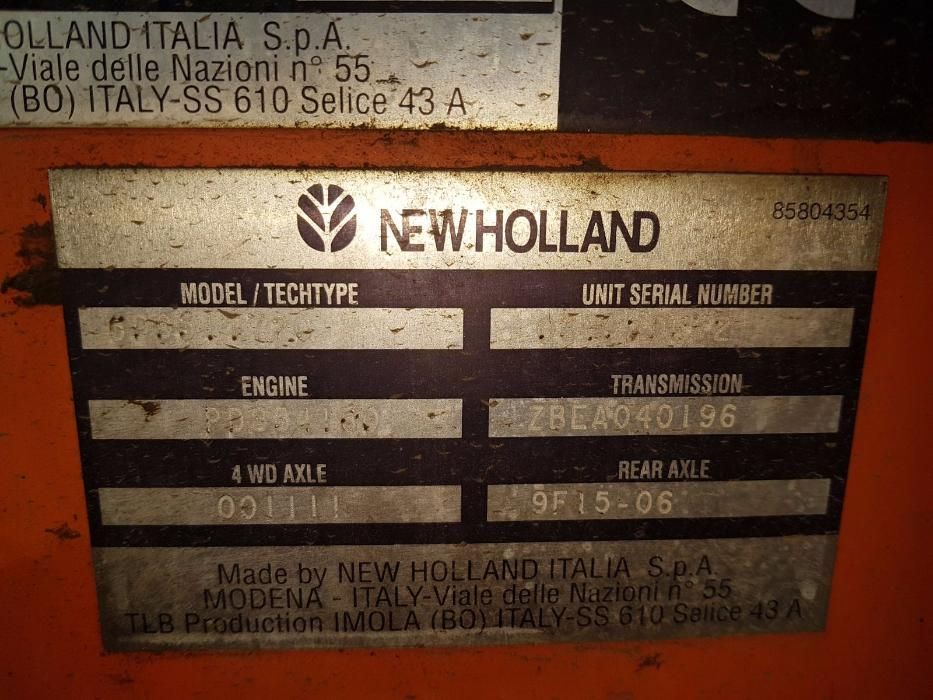 OLLAND ITALIA S.p.A.
-Viale delle Nazioni n° 55
(BO) ITALY-SS 610 Selice 43 A
NEW HOLLAND
85804354
MODEL / TECHTYPE
UNIT SERIAL NUMBER
ENGINE
TRANSMISSION
ZBEA040196
4 WD AXLE
REAR AXLE
001111
9F15-06
Made by NEW HOLLAND ITALIA S.p.A.
MODENA - ITALY-Viale delle Nazioni n° 55
TLB Production IMOLA (BO) ITALY-SS 610 Selice 43 A